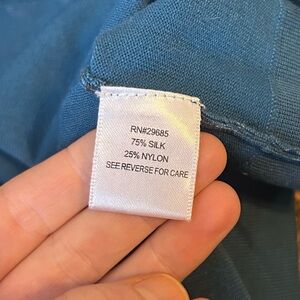 RN#29685
75% SILK
25% NYLON
SEE REVERSE FOR CARE